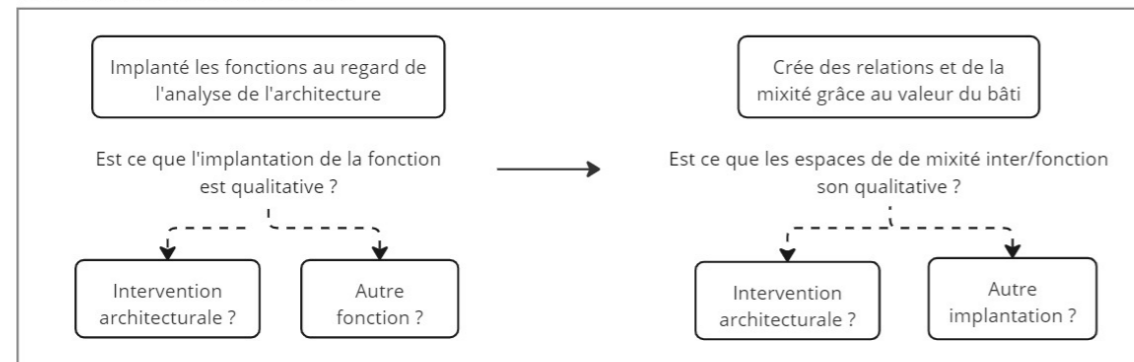 Implanté les fonctions au regard de
l'analyse de l'architecture
Est ce que l'implantation de la fonction
est qualitative ?
Intervention
architecturale ?
Autre
fonction ?
Crée des relations et de la
mixité grâce au valeur du bâti
Est ce que les espaces de de mixité inter/fonction
son qualitative ?
Intervention
architecturale ?
Autre
implantation ?